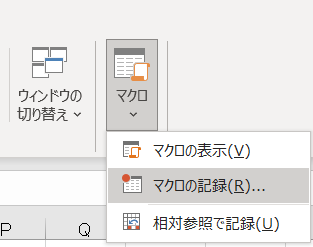 ウィンドウの
切り替え
マクロ
マクロの表示(V)
マクロの記録(R)...
相対参照で記録(U)
P
Q